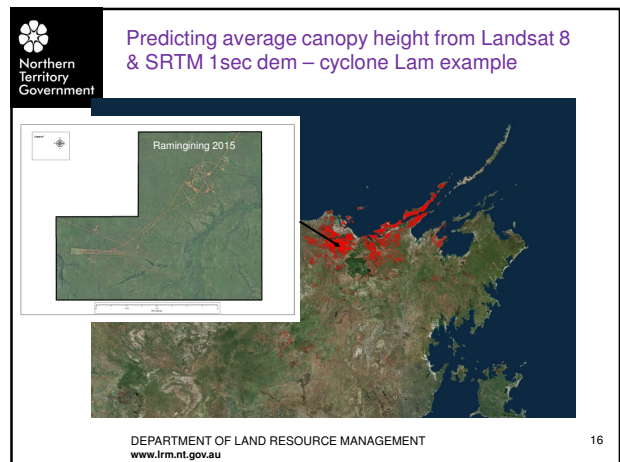 Northern
Territory
Government
Predicting average canopy height from Landsat 8
& SRTM 1sec dem – cyclone Lam example
Ramingining 2015
DEPARTMENT OF LAND RESOURCE MANAGEMENT
www.lrm.nt.gov.au
16